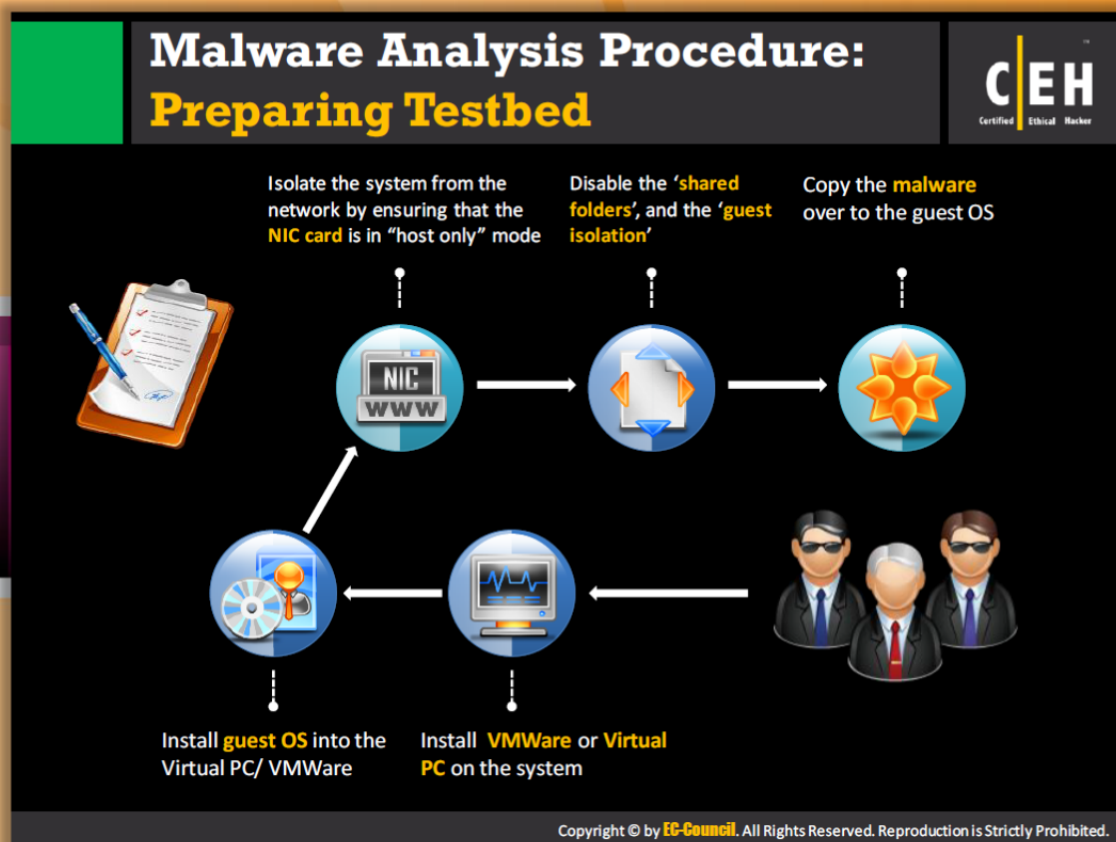 Malware Analysis Procedure:
Preparing Testbed
CEH
Certified Ethical Hacker
Isolate the system from the
network by ensuring that the
NIC card is in “host only” mode
Disable the ‘shared
folders’, and the ‘guest
isolation’
Copy the malware
over to the guest OS
NIC
WWW
Install guest OS into the
Virtual PC/ VMWare
Install VMWare or Virtual
PC on the system
Copyright © by EC-Council. All Rights Reserved. Reproduction is Strictly Prohibited.